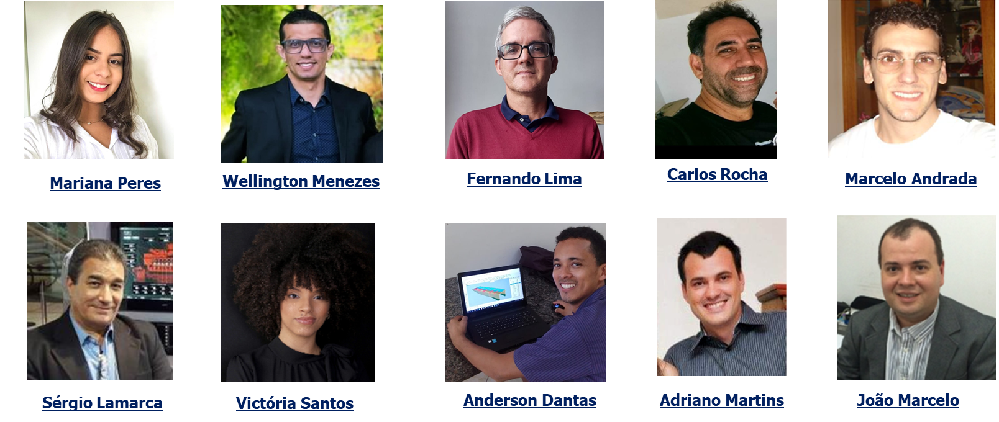 Mariana Peres
Wellington Menezes
Fernando Lima
Carlos Rocha
Marcelo Andrada
Sérgio Lamarca
Victória Santos
Anderson Dantas
Adriano Martins
João Marcelo